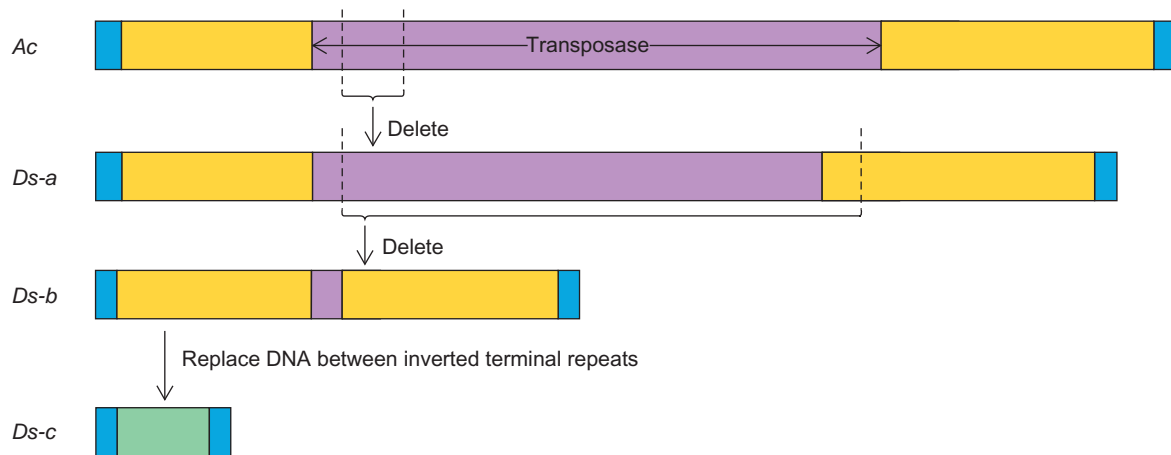 Ac
Transposase
Delete
Ds-a
Delete
Ds-b
Replace DNA between inverted terminal repeats
Ds-c